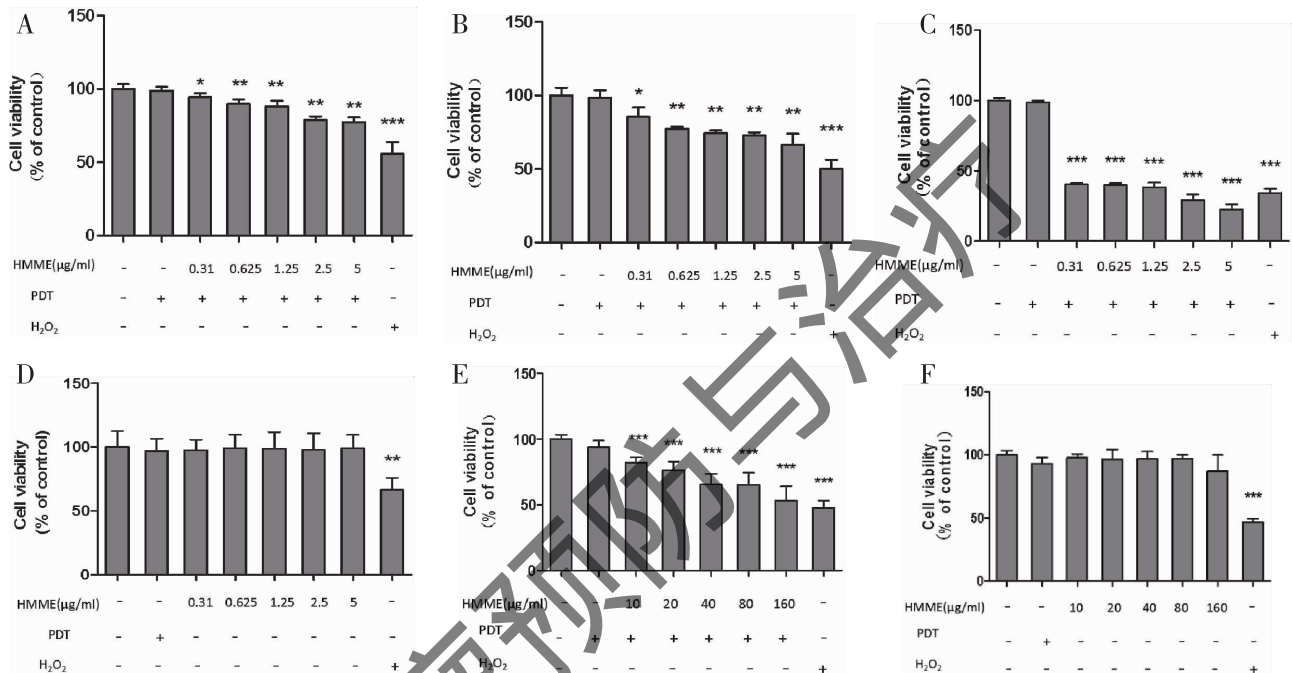 A
150
100
50
0
Cell viability
(% of control)
* ** ** ** ** ***
HMME(μg/ml) - - 0.31 0.625 1.25 2.5 5 -
PDT - + + + + + + -
H₂O₂ - - - - - - - +
B
150
100
50
0
Cell viability
(% of control)
* ** ** ** ** ***
HMME(μg/ml) - - 0.31 0.625 1.25 2.5 5 -
PDT - + + + + + + -
H₂O₂ - - - - - - - +
C
150
100
50
0
Cell viability
(% of control)
*** *** *** *** *** ***
HMME(μg/ml) - - 0.31 0.625 1.25 2.5 5 -
PDT - + + + + + + -
H₂O₂ - - - - - - - +
D
150
100
50
0
Cell viability
(% of control)
**
HMME(μg/ml) - - 0.31 0.625 1.25 2.5 5 -
PDT - + - - - - - -
H₂O₂ - - - - - - - +
E
150
100
50
0
Cell viability
(% of control)
*** *** *** *** *** ***
HMME(μg/ml) - - 10 20 40 80 160 -
PDT - + + + + + + -
H₂O₂ - - - - - - - +
F
150
100
50
0
Cell viability
(% of control)
***
HMME(μg/ml) - - 10 20 40 80 160 -
PDT - + - - - - - -
H₂O₂ - - - - - - - +
预防与治疗